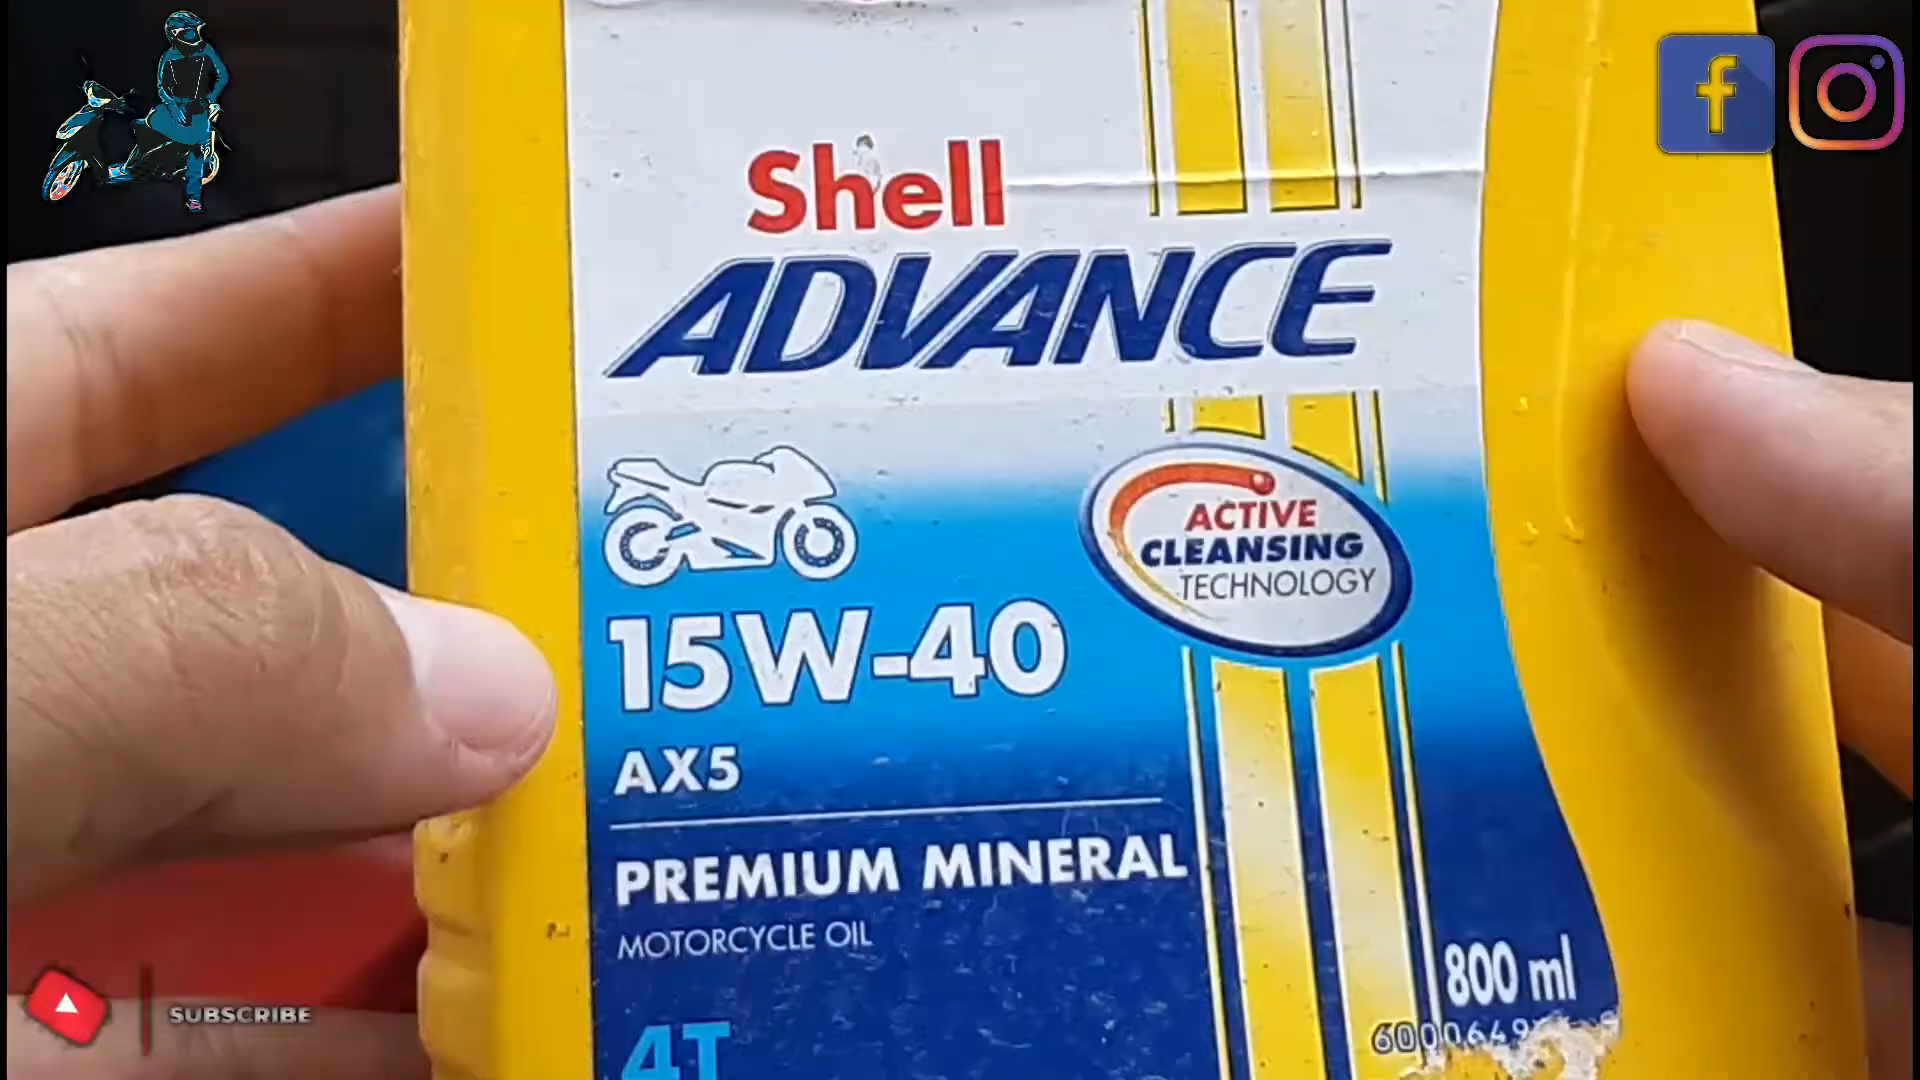 Shell
ADVANCE
ACTIVE
CLEANSING
TECHNOLOGY
15W-40
AX5
PREMIUM MINERAL
MOTORCYCLE OIL
800 ml
4T
SUBSCRIBE